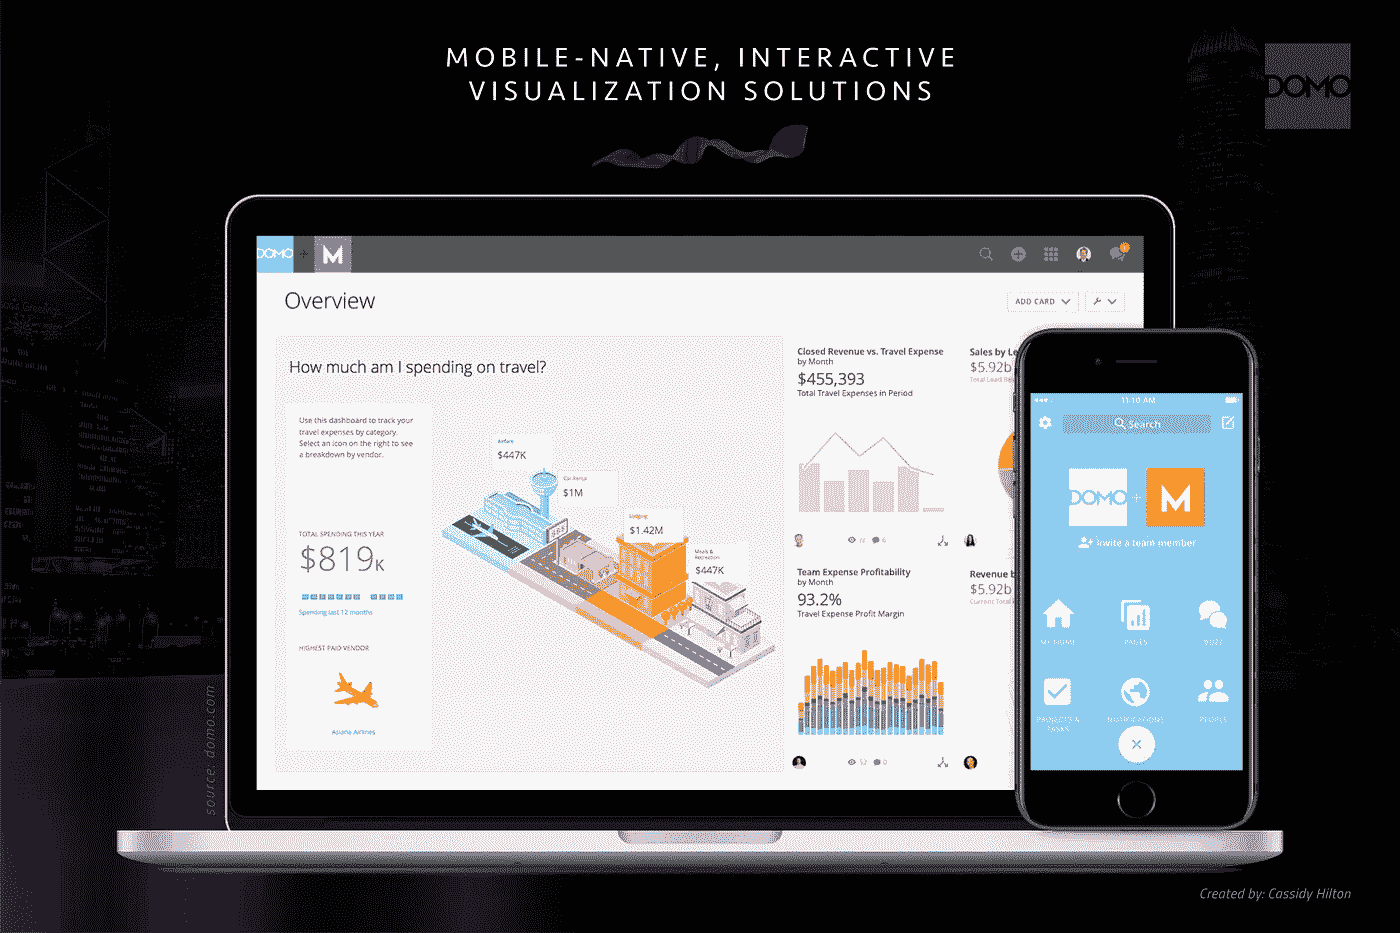 MOBILE-NATIVE, INTERACTIVE
VISUALIZATION SOLUTIONS
DOMO
DOMO + M
Overview
ADD CARD
How much am I spending on travel?
Use this dashboard to track your
travel expenses by category.
Select an icon on the right to see
a breakdown by vendor.
TOTAL SPENDING THIS YEAR
$819K
Spending last 12 months
HIGHEST PAID VENDOR
Airlines
Airfare
$447K
Car Rental
$1M
Lodging
$1.42M
Meals &
Recreation
$447K
Closed Revenue vs. Travel Expense
by Month
$455,393
Total Travel Expenses in Period
Sales by Le
$5.92b
Total Lead Re
Team Expense Profitability
by Month
93.2%
Travel Expense Profit Margin
Revenue b
$5.92b
Current Total
11:10 AM
Search
DOMO + M
Invite a team member
MY HOME
PAGES
BUZZ
PROJECTS &
TASKS
NOTIFICATIONS
PEOPLE
source: domo.com
Created by: Cassidy Hilton